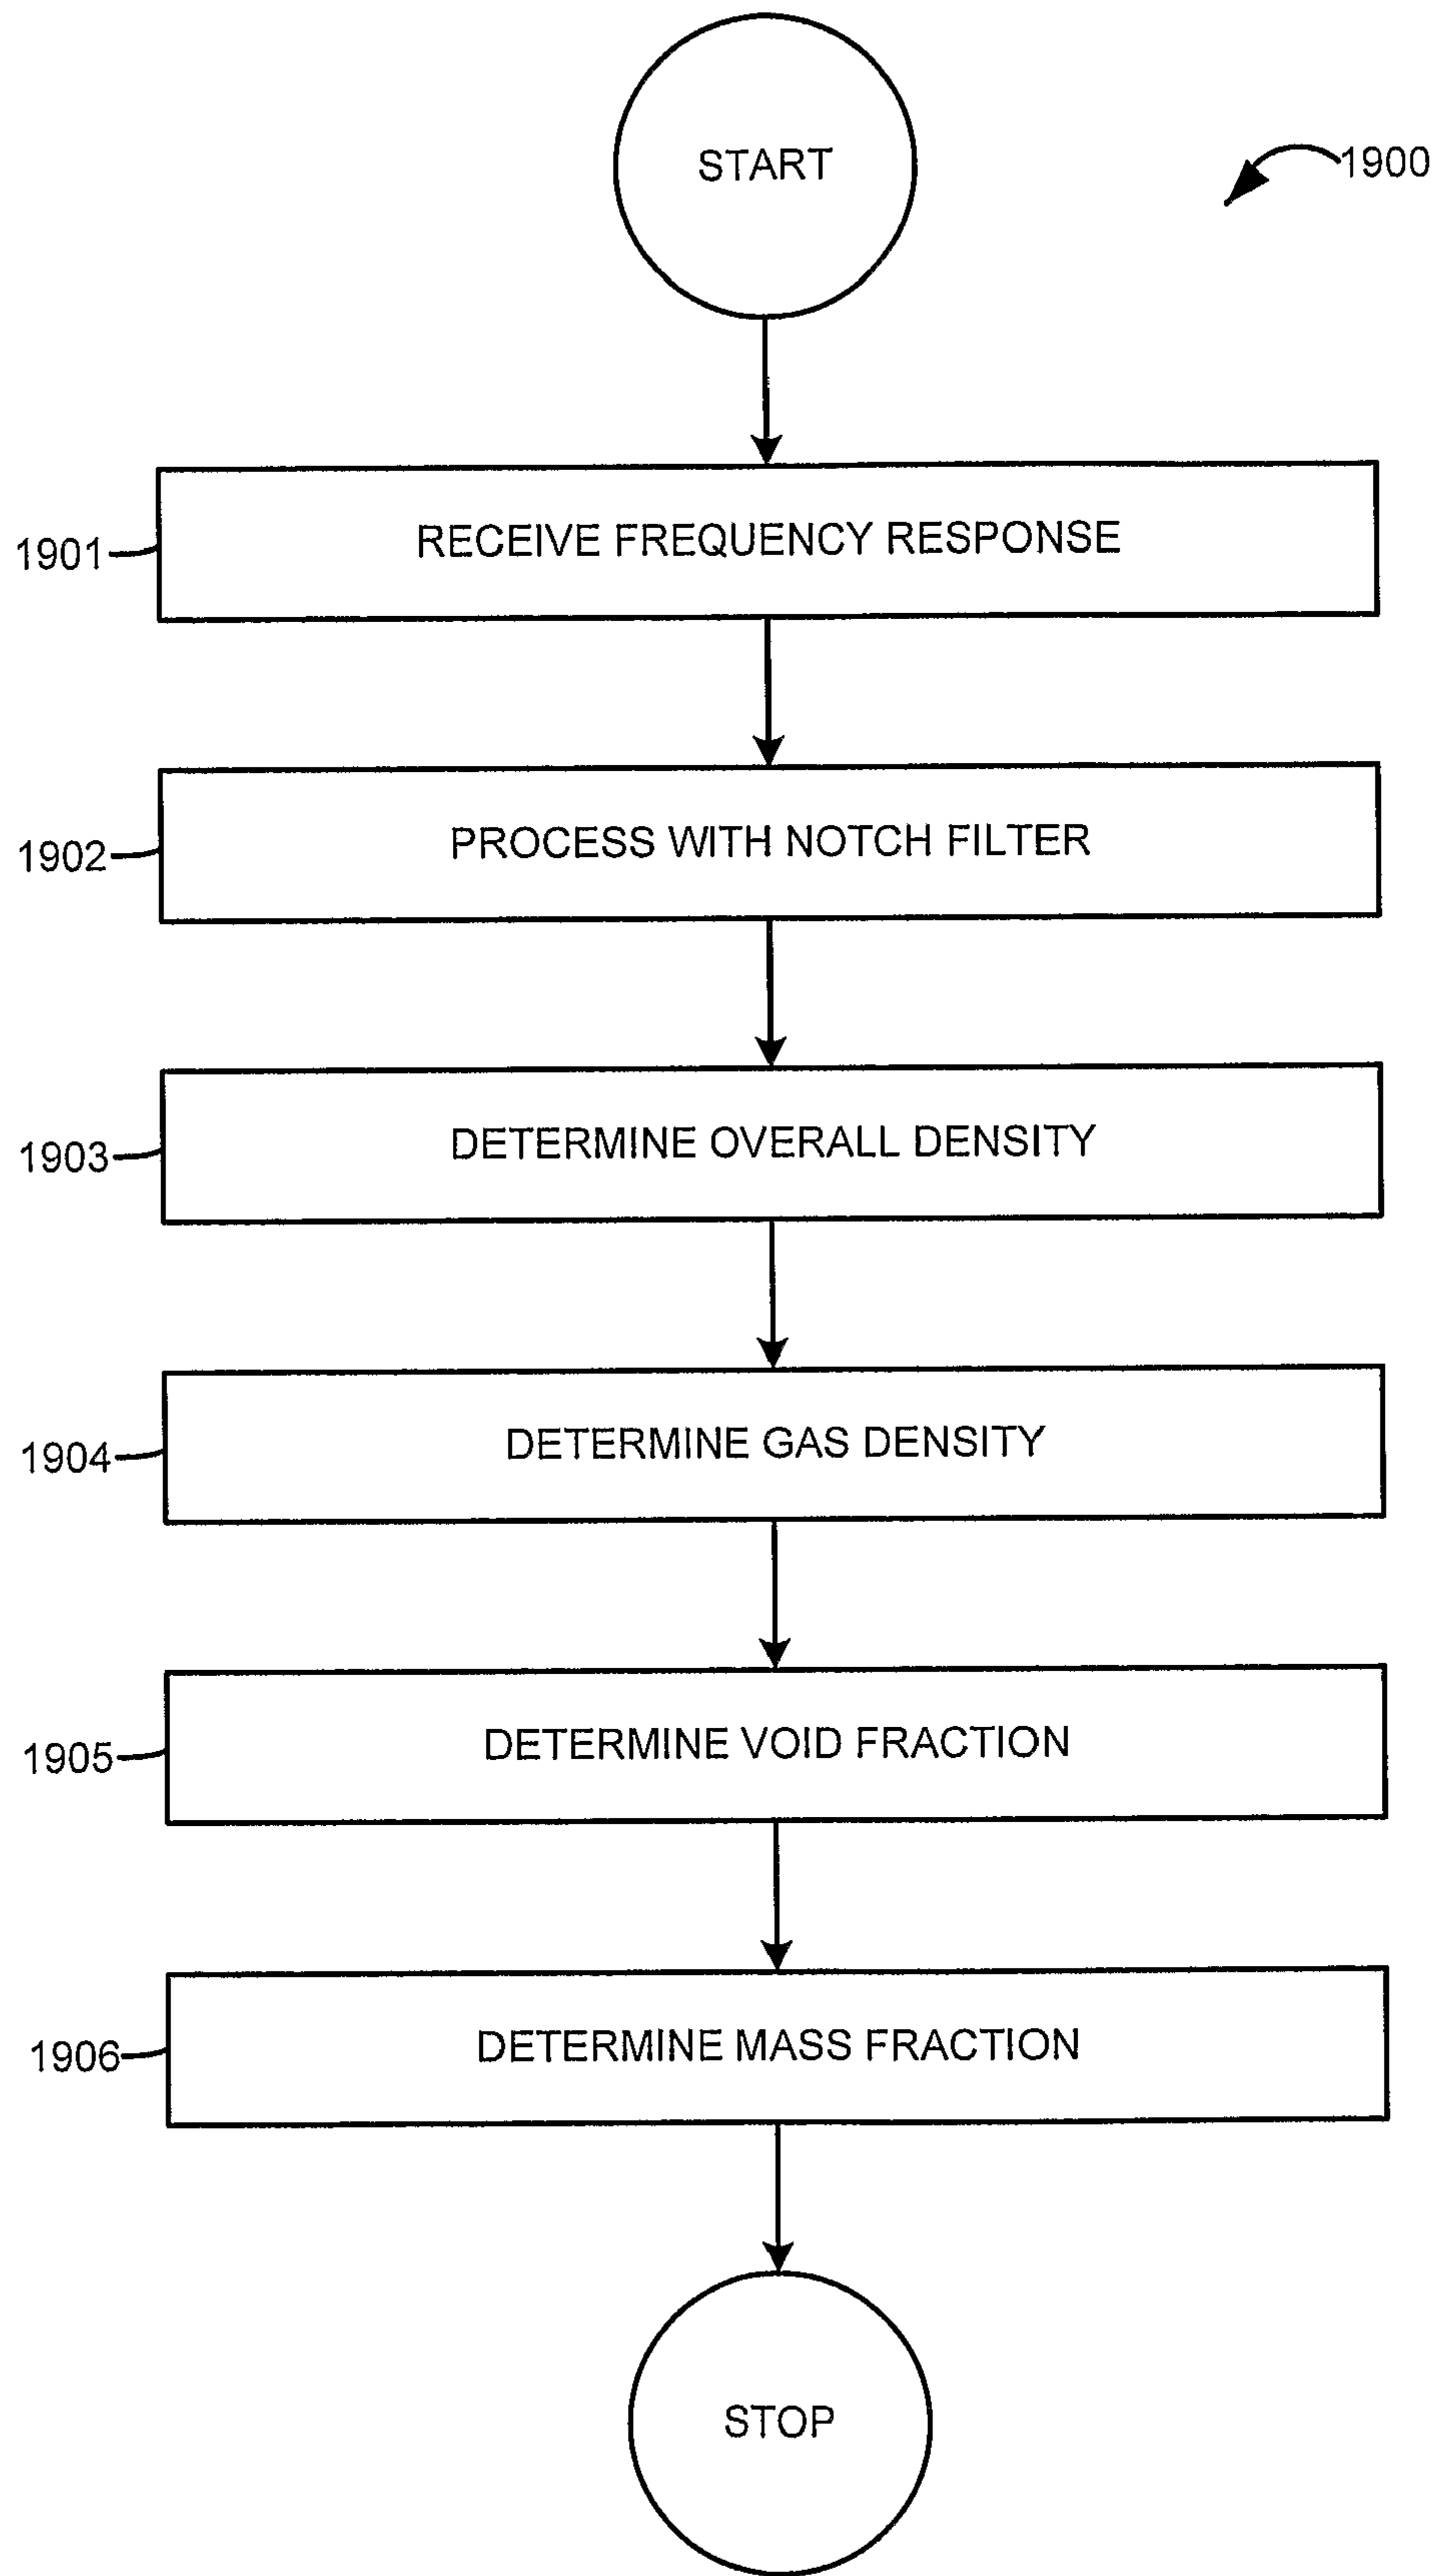 START
1900
1901
RECEIVE FREQUENCY RESPONSE
1902
PROCESS WITH NOTCH FILTER
1903
DETERMINE OVERALL DENSITY
1904
DETERMINE GAS DENSITY
1905
DETERMINE VOID FRACTION
1906
DETERMINE MASS FRACTION
STOP